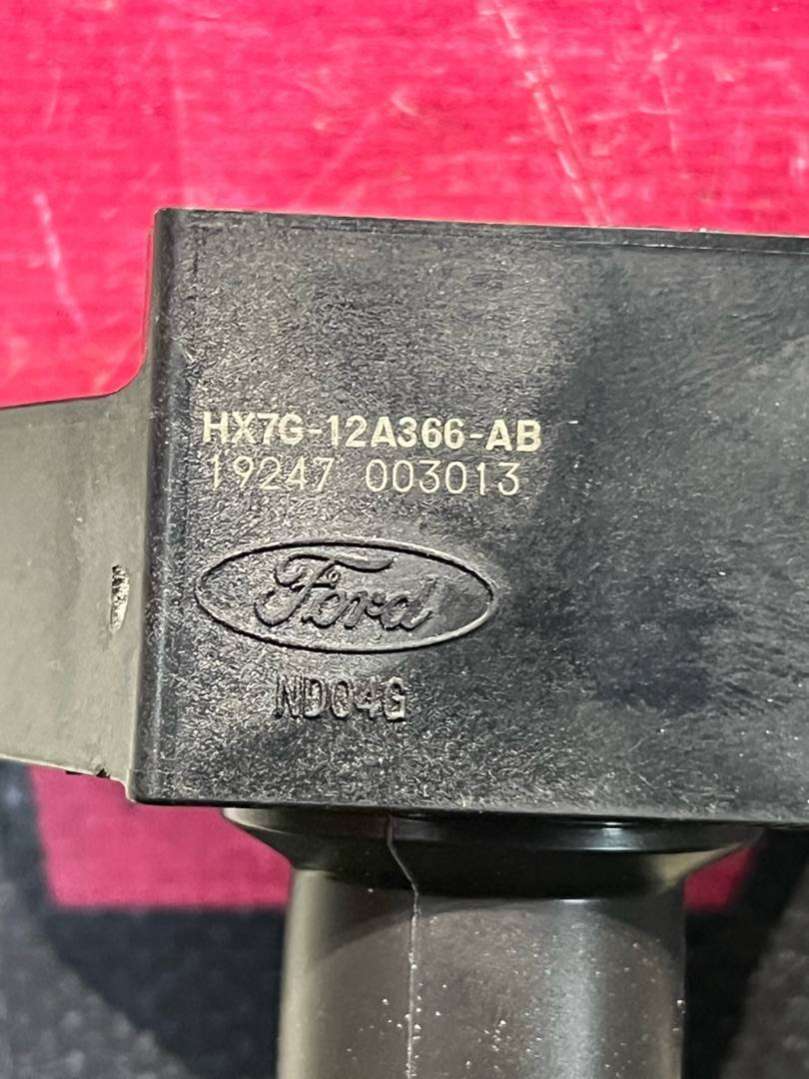 HX7G-12A366-AB
19247 003013
Ford
ND04G